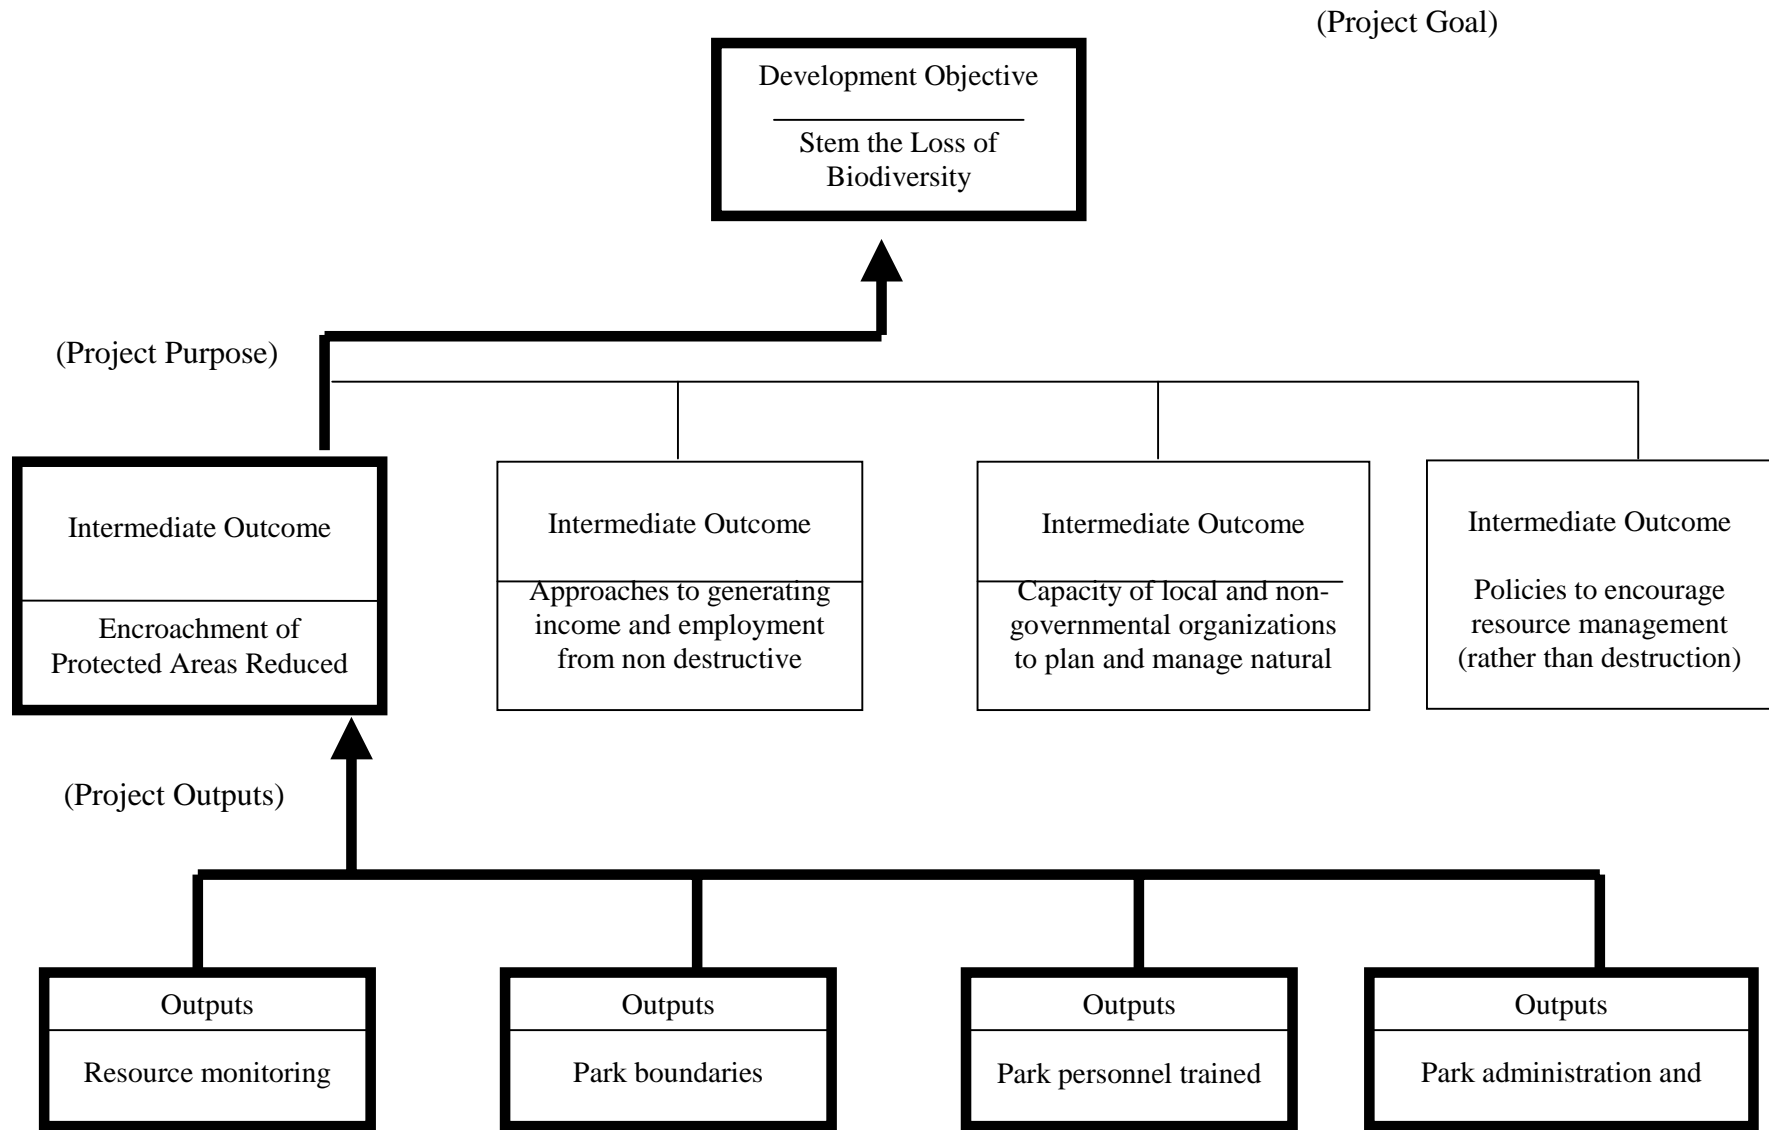 (Project Goal)
Development Objective
Stem the Loss of
Biodiversity
(Project Purpose)
Intermediate Outcome
Encroachment of
Protected Areas Reduced
Intermediate Outcome
Approaches to generating
income and employment
from non destructive
Intermediate Outcome
Capacity of local and non-
governmental organizations
to plan and manage natural
Intermediate Outcome
Policies to encourage
resource management
(rather than destruction)
(Project Outputs)
Outputs
Resource monitoring
Outputs
Park boundaries
Outputs
Park personnel trained
Outputs
Park administration and